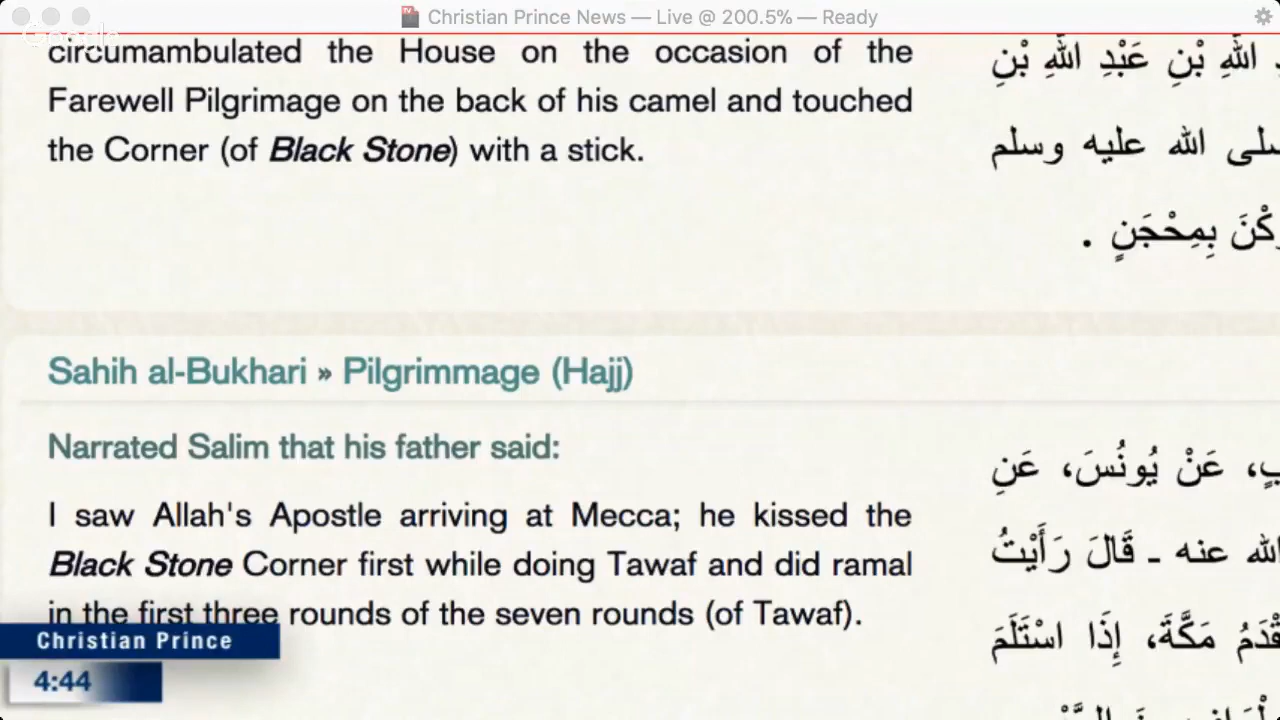 Christian Prince News — Live @ 200.5% — Ready
Google
circumambulated the House on the occasion of the
Farewell Pilgrimage on the back of his camel and touched
the Corner (of Black Stone) with a stick.
اللَّهِ بْنِ عَبْدِ اللَّهِ بْنِ
صلى الله عليه وسلم
بِمِحْجَنٍ .
Sahih al-Bukhari » Pilgrimmage (Hajj)
Narrated Salim that his father said:
I saw Allah's Apostle arriving at Mecca; he kissed the
Black Stone Corner first while doing Tawaf and did ramal
in the first three rounds of the seven rounds (of Tawaf).
عَنْ يُونُسَ، عَنِ
الله عنه ـ قَالَ رَأَيْتُ
مَكَّةَ، إِذَا اسْتَلَمَ
Christian Prince
4:44